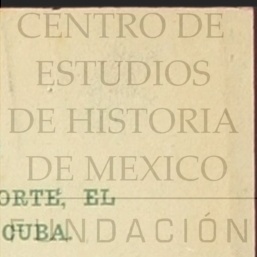 CENTRO DE
ESTUDIOS
DE HISTORIA
DE MEXICO
ORTE, EL
FUNDACIÓN
CUBA